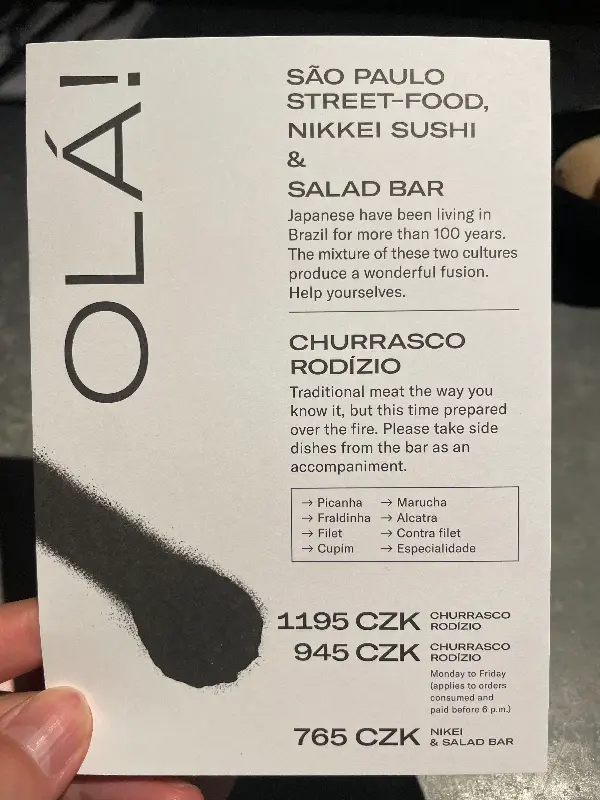 OLÁ!
SÃO PAULO
STREET-FOOD,
NIKKEI SUSHI
&
SALAD BAR
Japanese have been living in
Brazil for more than 100 years.
The mixture of these two cultures
produce a wonderful fusion.
Help yourselves.
CHURRASCO
RODÍZIO
Traditional meat the way you
know it, but this time prepared
over the fire. Please take side
dishes from the bar as an
accompaniment.
→ Picanha → Marucha
→ Fraldinha → Alcatra
→ Filet → Contra filet
→ Cupím → Especialidade
1195 CZK CHURRASCO
RODÍZIO
945 CZK CHURRASCO
RODÍZIO
Monday to Friday
(applies to orders
consumed and
paid before 6 p.m.)
765 CZK NIKEI
& SALAD BAR